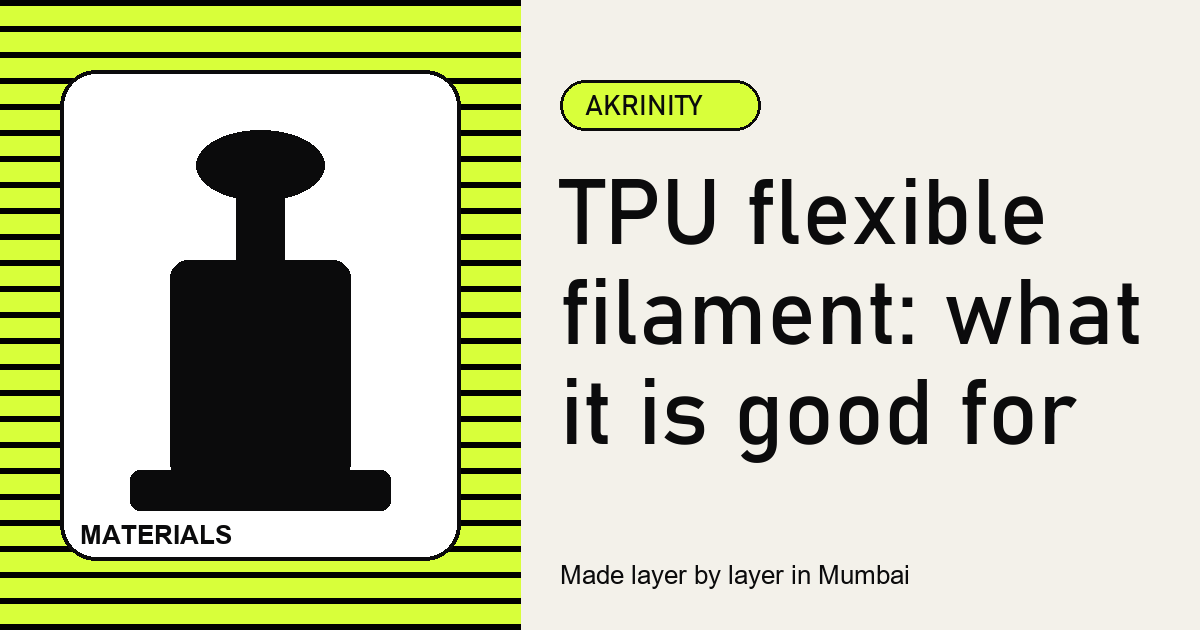 AKRINITY
TPU flexible
filament: what
it is good for
MATERIALS
Made layer by layer in Mumbai